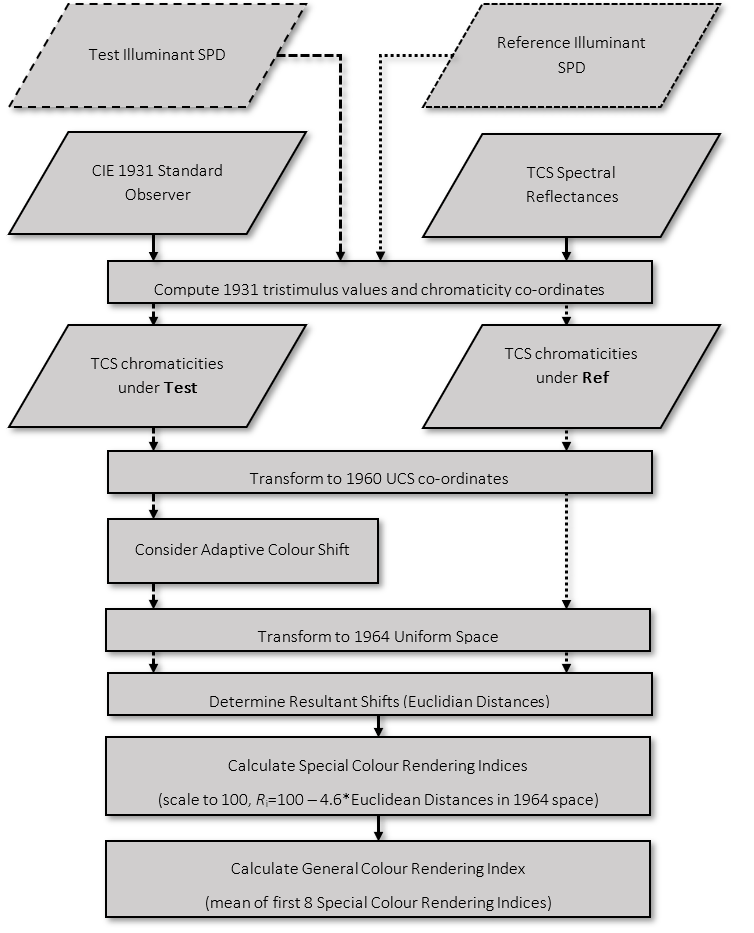 Test Illuminant SPD
Reference Illuminant
SPD
CIE 1931 Standard
Observer
TCS Spectral
Reflectances
Compute 1931 tristimulus values and chromaticity co-ordinates
TCS chromaticities
under Test
TCS chromaticities
under Ref
Transform to 1960 UCS co-ordinates
Consider Adaptive Colour Shift
Transform to 1964 Uniform Space
Determine Resultant Shifts (Euclidian Distances)
Calculate Special Colour Rendering Indices
(scale to 100, Ri=100 – 4.6*Euclidean Distances in 1964 space)
Calculate General Colour Rendering Index
(mean of first 8 Special Colour Rendering Indices)